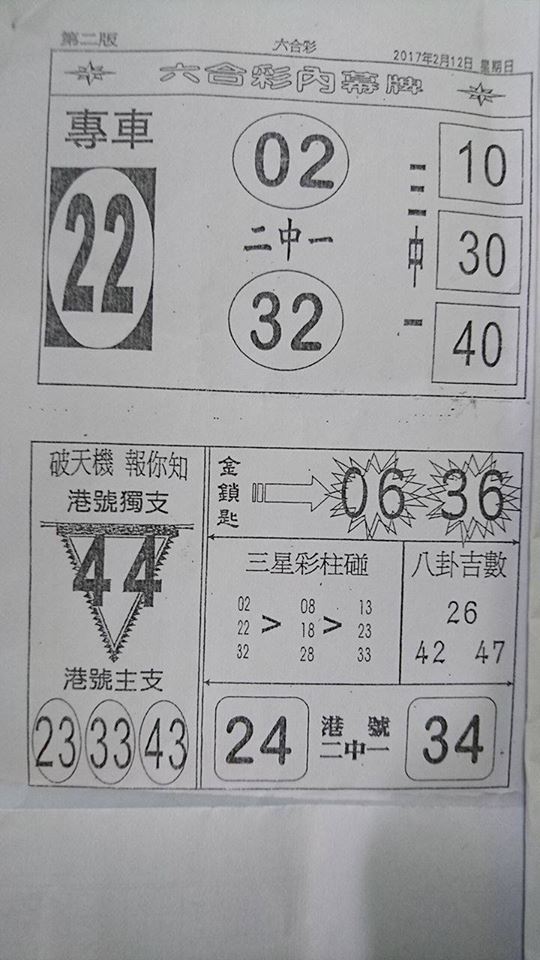 第二版
六合彩
2017年2月12日 星期日
六合彩內幕牌
專車
22
02
二中一
32
三中一
10
30
40
破天機 報你知
港號獨支
44
港號主支
23 33 43
金鎖匙
06 36
三星彩柱碰
02 08 13
22 > 18 > 23
32 28 33
八卦吉數
26
42 47
24
港號
二中一
34